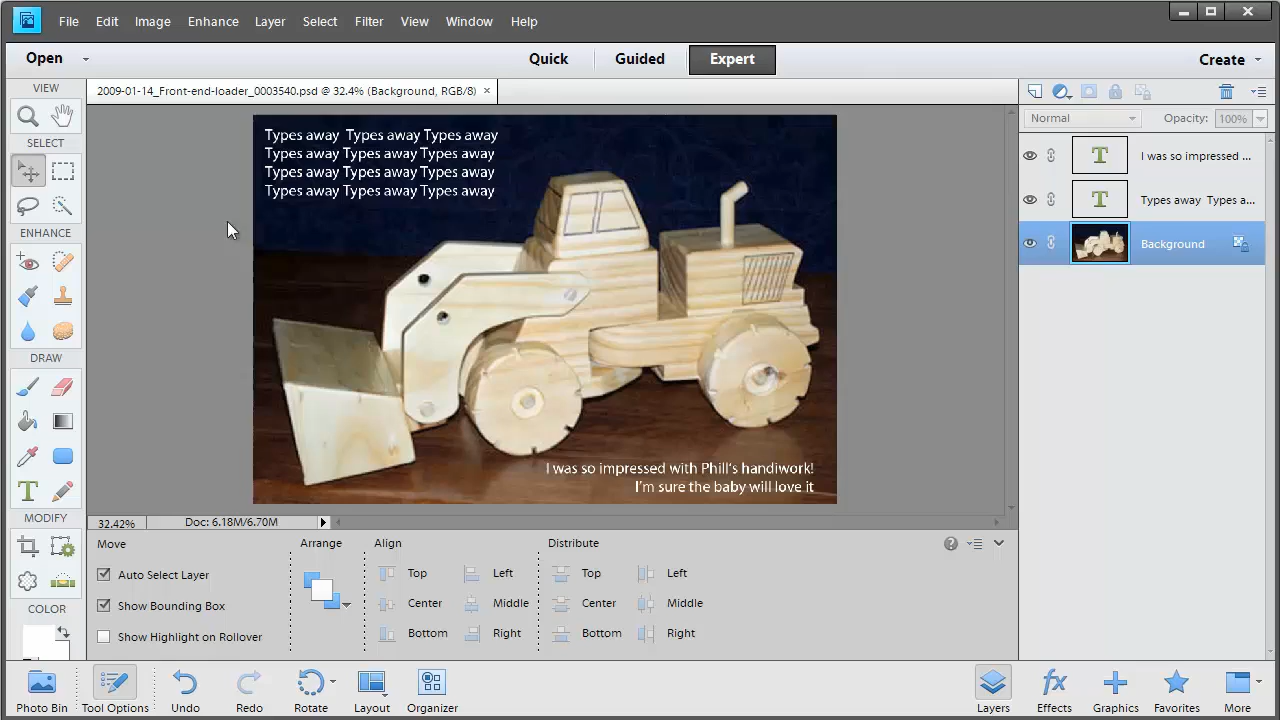 File Edit Image Enhance Layer Select Filter View Window Help
Open Quick Guided Expert Create
VIEW
2009-01-14_Front-end-loader_0003540.psd @ 32.4% (Background, RGB/8) ×
Normal Opacity: 100%
SELECT
Types away Types away Types away
Types away Types away Types away
Types away Types away Types away
Types away Types away Types away
T I was so impressed ...
T Types away Types a...
Background
ENHANCE
DRAW
T
I was so impressed with Phill's handiwork!
I'm sure the baby will love it
MODIFY
32.42% Doc: 6.18M/6.70M
Move Arrange Align Distribute
Auto Select Layer Top Left Top Left
Show Bounding Box Center Middle Center Middle
COLOR
Show Highlight on Rollover Bottom Right Bottom Right
Photo Bin Tool Options Undo Redo Rotate Layout Organizer Layers fx Effects Graphics Favorites More